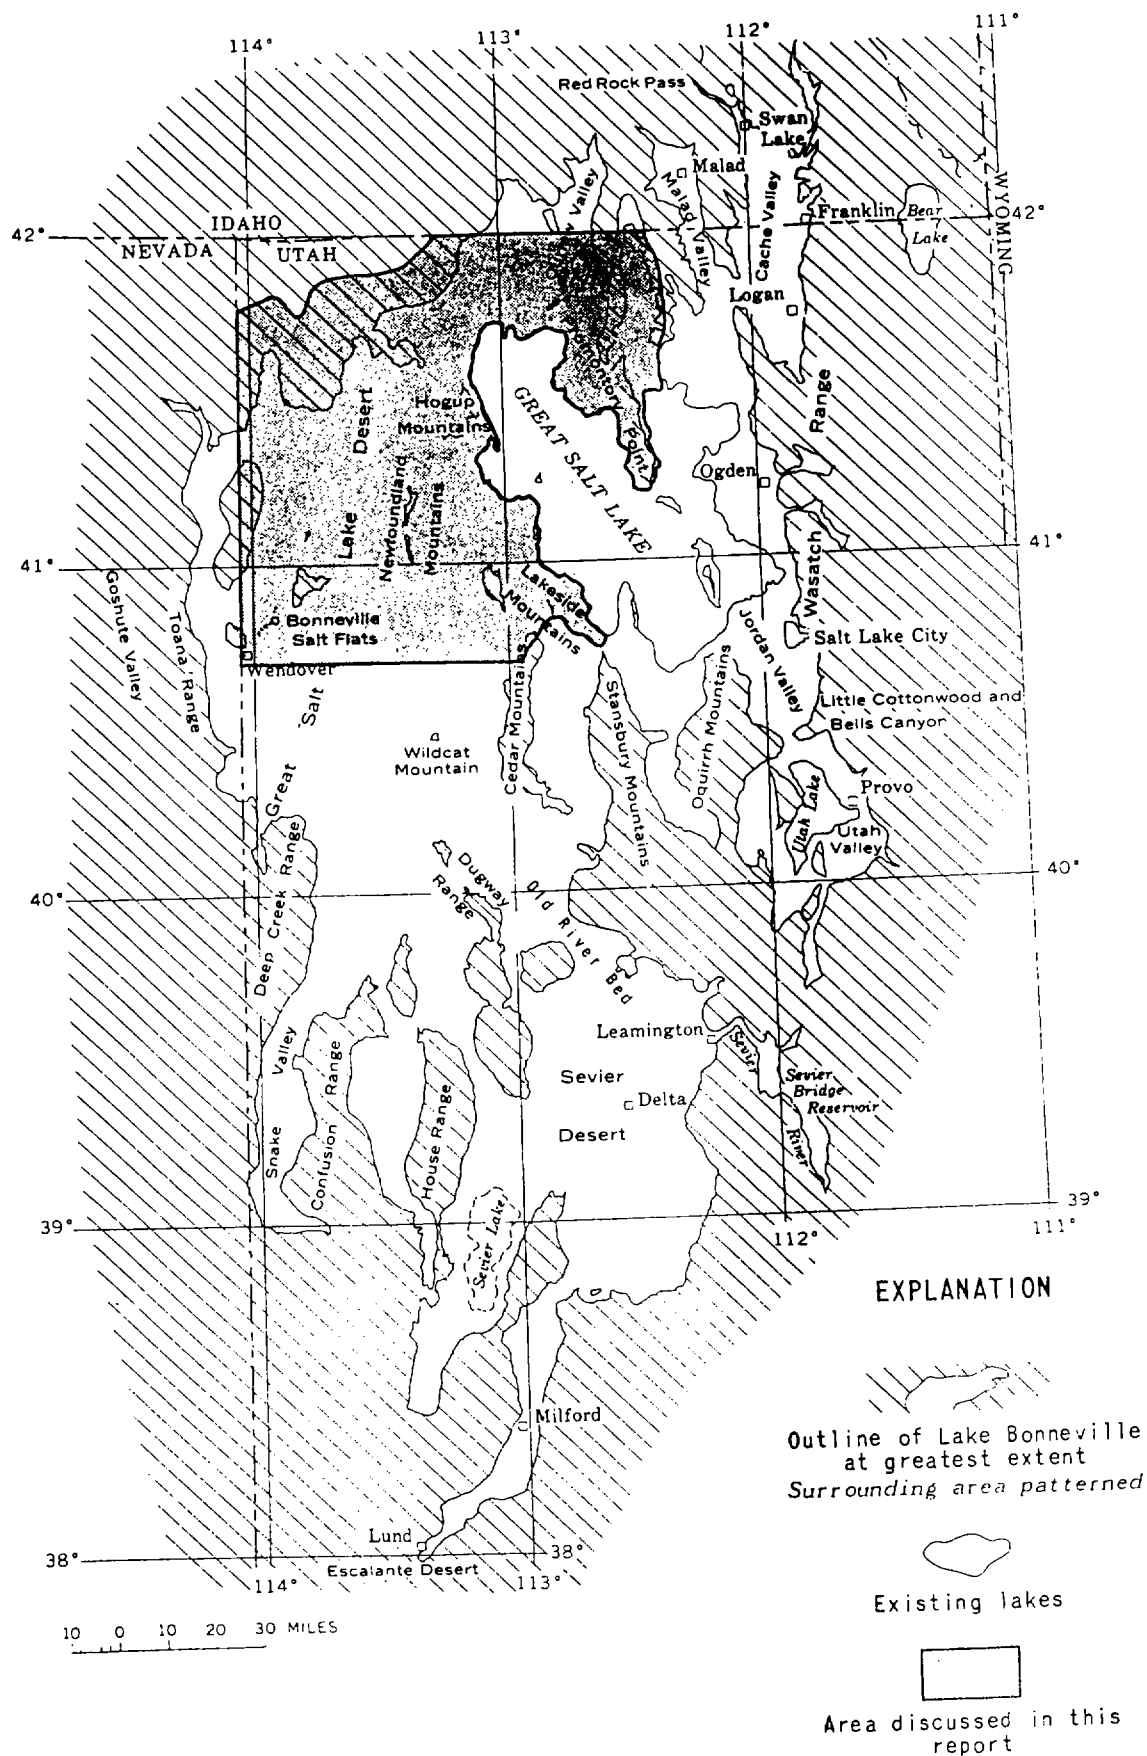 111°
112°
113°
114°
Red Rock Pass
Swan
Lake
Malad
Malad Valley
Valley
Cache Valley
Franklin
Bear
Lake
WYOMING
42°
42°
IDAHO
NEVADA
UTAH
Logan
Hogup
Mountains
Desert
Lake
Newfoundland
Mountains
GREAT SALT LAKE
Promontory
Point
Range
Wasatch
Ogden
41°
41°
Lakeside
Mountains
Bonneville
Salt Flats
Wendover
Goshute Valley
Toana Range
Jordan Valley
Salt Lake City
Salt
Great
Cedar Mountains
Stansbury Mountains
Oquirrh Mountains
Little Cottonwood and
Bells Canyon
Wildcat
Mountain
Provo
Utah Lake
Utah
Valley
40°
40°
Deep Creek Range
Dugway
Range
Old River Bed
Leamington
Sevier
River
Sevier
Bridge
Reservoir
Sevier
Desert
Delta
Snake Valley
Confusion Range
House Range
Sevier Lake
39°
39°
111°
112°
Milford
Lund
Escalante Desert
38°
38°
114°
113°
10 0 10 20 30 MILES
EXPLANATION
Outline of Lake Bonneville
at greatest extent
Surrounding area patterned
Existing lakes
Area discussed in this
report